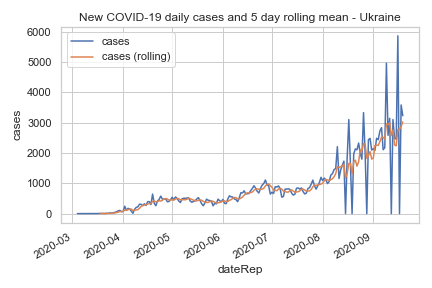 New COVID-19 daily cases and 5 day rolling mean - Ukraine
cases
cases (rolling)
6000
5000
4000
3000
2000
1000
0
cases
2020-03
2020-04
2020-05
2020-06
2020-07
2020-08
2020-09
dateRep